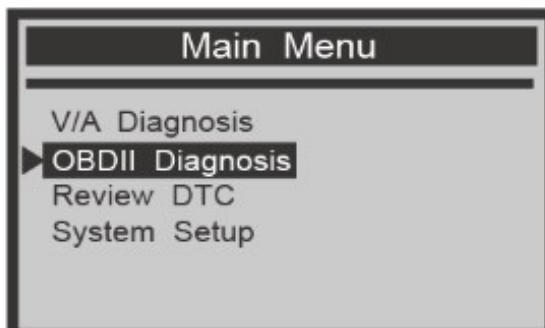 Main Menu
V/A Diagnosis
OBDII Diagnosis
Review DTC
System Setup